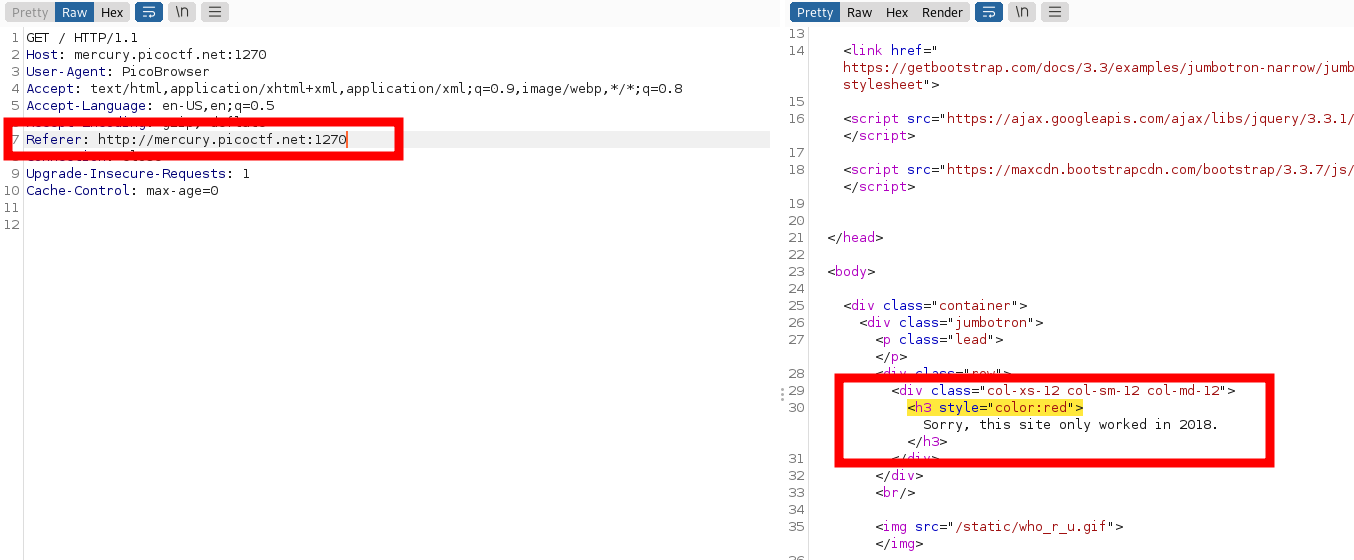 Pretty Raw Hex \n
1 GET / HTTP/1.1
2 Host: mercury.picoctf.net:1270
3 User-Agent: PicoBrowser
4 Accept: text/html,application/xhtml+xml,application/xml;q=0.9,image/webp,*/*;q=0.8
5 Accept-Language: en-US,en;q=0.5
7 Referer: http://mercury.picoctf.net:1270
9 Upgrade-Insecure-Requests: 1
10 Cache-Control: max-age=0
11
12
Pretty Raw Hex Render \n
13
14 <link href="
https://getbootstrap.com/docs/3.3/examples/jumbotron-narrow/jumb
stylesheet">
15
16 <script src="https://ajax.googleapis.com/ajax/libs/jquery/3.3.1/
</script>
17
18 <script src="https://maxcdn.bootstrapcdn.com/bootstrap/3.3.7/js/
</script>
19
20
21 </head>
22
23 <body>
24
25 <div class="container">
26 <div class="jumbotron">
27 <p class="lead">
</p>
28 <div class="row">
29 <div class="col-xs-12 col-sm-12 col-md-12">
30 <h3 style="color:red">
Sorry, this site only worked in 2018.
</h3>
31 </div>
32 </div>
33 <br/>
34
35 <img src="/static/who_r_u.gif">
</img>